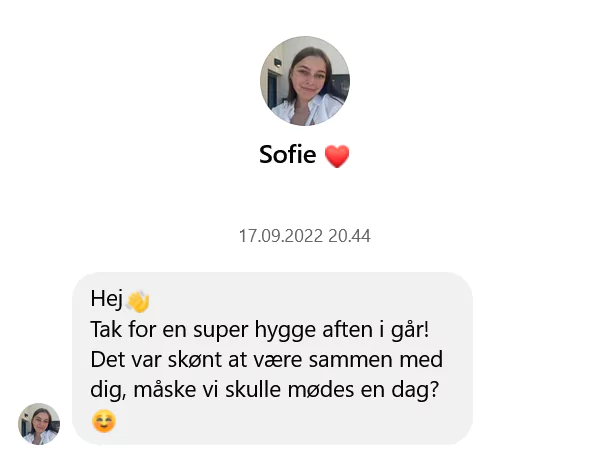 Sofie ❤️
17.09.2022 20.44
Hej👋
Tak for en super hygge aften i går!
Det var skønt at være sammen med
dig, måske vi skulle mødes en dag?
☺️